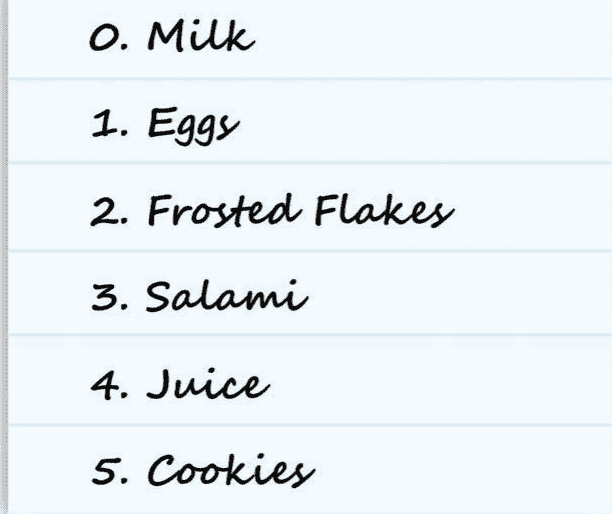 0. Milk
1. Eggs
2. Frosted Flakes
3. Salami
4. Juice
5. Cookies